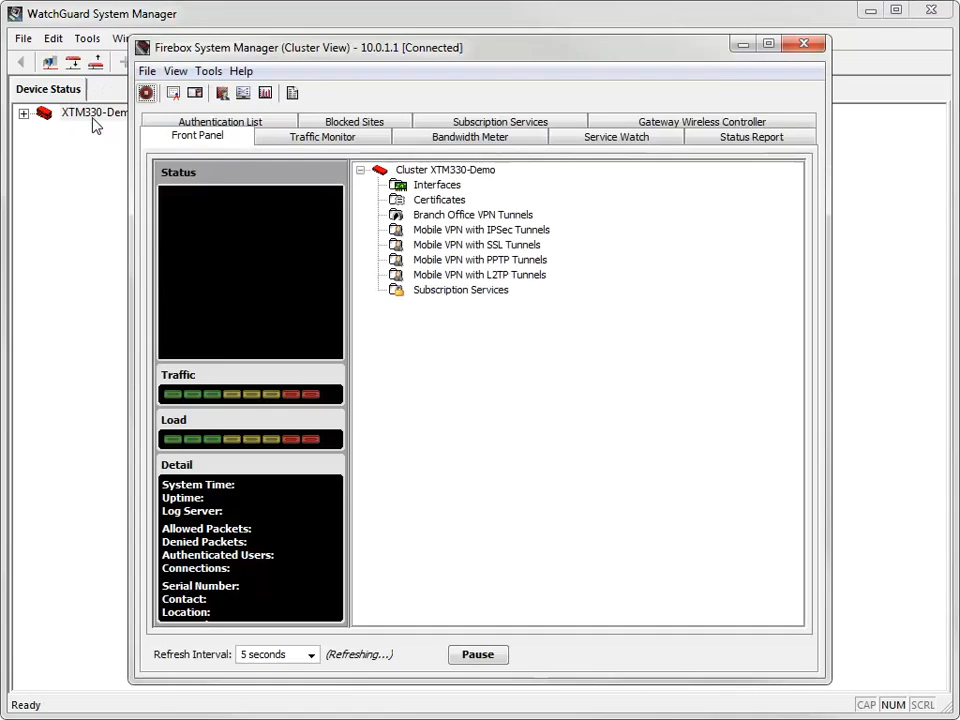 WatchGuard System Manager
File Edit Tools
Device Status
XTM330-Dem
Firebox System Manager (Cluster View) - 10.0.1.1 [Connected]
File View Tools Help
Authentication List Blocked Sites Subscription Services Gateway Wireless Controller
Front Panel Traffic Monitor Bandwidth Meter Service Watch Status Report
Status
Traffic
Load
Detail
System Time:
Uptime:
Log Server:
Allowed Packets:
Denied Packets:
Authenticated Users:
Connections:
Serial Number:
Contact:
Location:
Cluster XTM330-Demo
Interfaces
Certificates
Branch Office VPN Tunnels
Mobile VPN with IPSec Tunnels
Mobile VPN with SSL Tunnels
Mobile VPN with PPTP Tunnels
Mobile VPN with L2TP Tunnels
Subscription Services
Refresh Interval: 5 seconds (Refreshing...) Pause
Ready CAP NUM SCRL